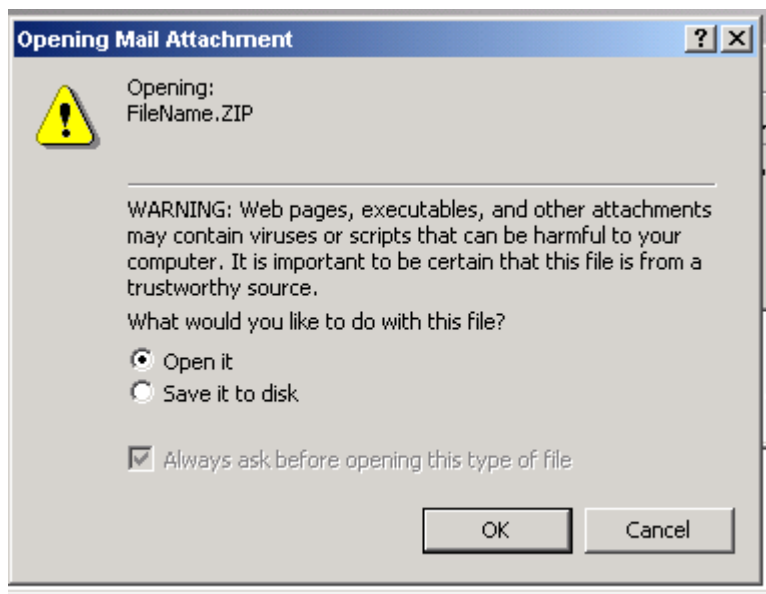 Opening Mail Attachment
Opening:
FileName.ZIP
WARNING: Web pages, executables, and other attachments
may contain viruses or scripts that can be harmful to your
computer. It is important to be certain that this file is from a
trustworthy source.
What would you like to do with this file?
Open it
Save it to disk
Always ask before opening this type of file
OK Cancel